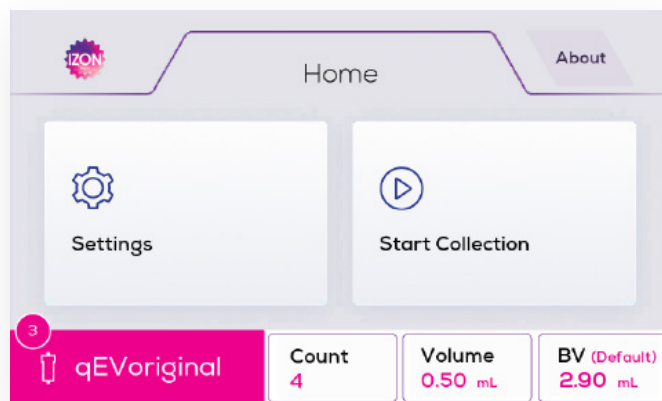 IZON
Home
About
Settings
Start Collection
3
qEVoriginal
Count
4
Volume
0.50 mL
BV (Default)
2.90 mL